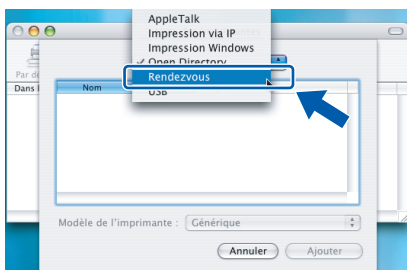 AppleTalk
Impression via IP
Impression Windows
✓ Open Directory
Rendezvous
USB
Par dé
Dans l
Nom
Modèle de l'imprimante : Générique
Annuler
Ajouter